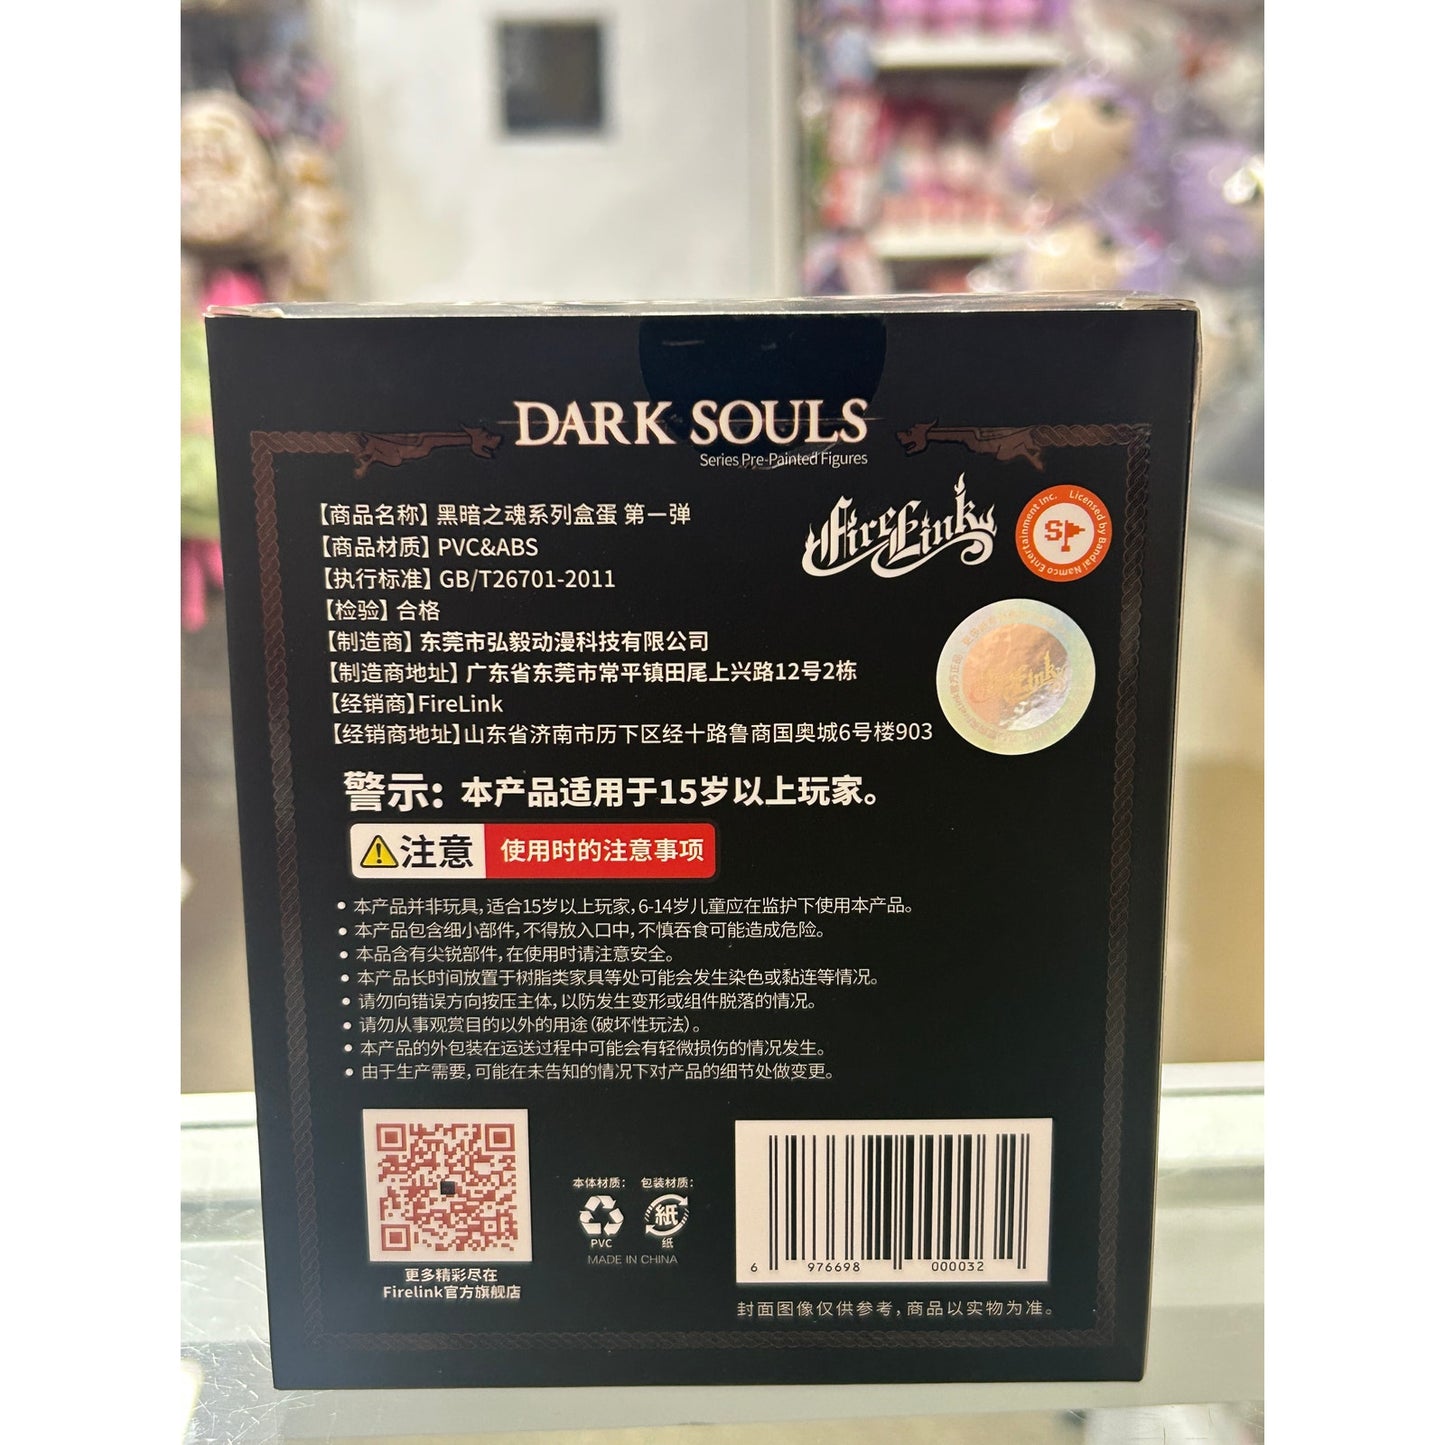 DARK SOULS
Series Pre-Painted Figures
FireLink
Licensed by Bandai Namco Entertainment Inc.
SP
【商品名称】黑暗之魂系列盒蛋 第一弹
【商品材质】PVC&ABS
【执行标准】GB/T26701-2011
【检验】合格
【制造商】东莞市弘毅动漫科技有限公司
【制造商地址】广东省东莞市常平镇田尾上兴路12号2栋
【经销商】FireLink
【经销商地址】山东省济南市历下区经十路鲁商国奥城6号楼903
警示: 本产品适用于15岁以上玩家。
注意 使用时的注意事项
• 本产品并非玩具,适合15岁以上玩家,6-14岁儿童应在监护下使用本产品。
• 本产品包含细小部件,不得放入口中,不慎吞食可能造成危险。
• 本品含有尖锐部件,在使用时请注意安全。
• 本产品长时间放置于树脂类家具等处可能会发生染色或黏连等情况。
• 请勿向错误方向按压主体,以防发生变形或组件脱落的情况。
• 请勿从事观赏目的以外的用途(破坏性玩法)。
• 本产品的外包装在运送过程中可能会有轻微损伤的情况发生。
• 由于生产需要,可能在未告知的情况下对产品的细节处做变更。
更多精彩尽在
Firelink官方旗舰店
本体材质: 包装材质:
紙
PVC 纸
MADE IN CHINA
6 976698 000032
封面图像仅供参考,商品以实物为准。